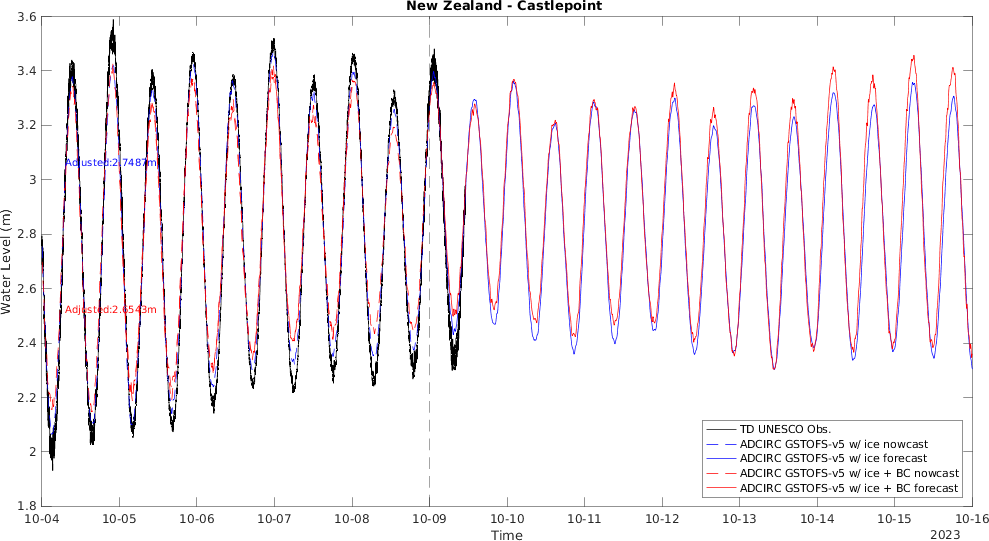 New Zealand - Castlepoint
3.6
3.4
3.2
3
2.8
2.6
2.4
2.2
2
1.8
Water Level (m)
Adjusted:2.7487m
Adjusted:2.6543m
TD UNESCO Obs.
ADCIRC GSTOFS-v5 w/ ice nowcast
ADCIRC GSTOFS-v5 w/ ice forecast
ADCIRC GSTOFS-v5 w/ ice + BC nowcast
ADCIRC GSTOFS-v5 w/ ice + BC forecast
10-04 10-05 10-06 10-07 10-08 10-09 10-10 10-11 10-12 10-13 10-14 10-15 10-16
Time
2023